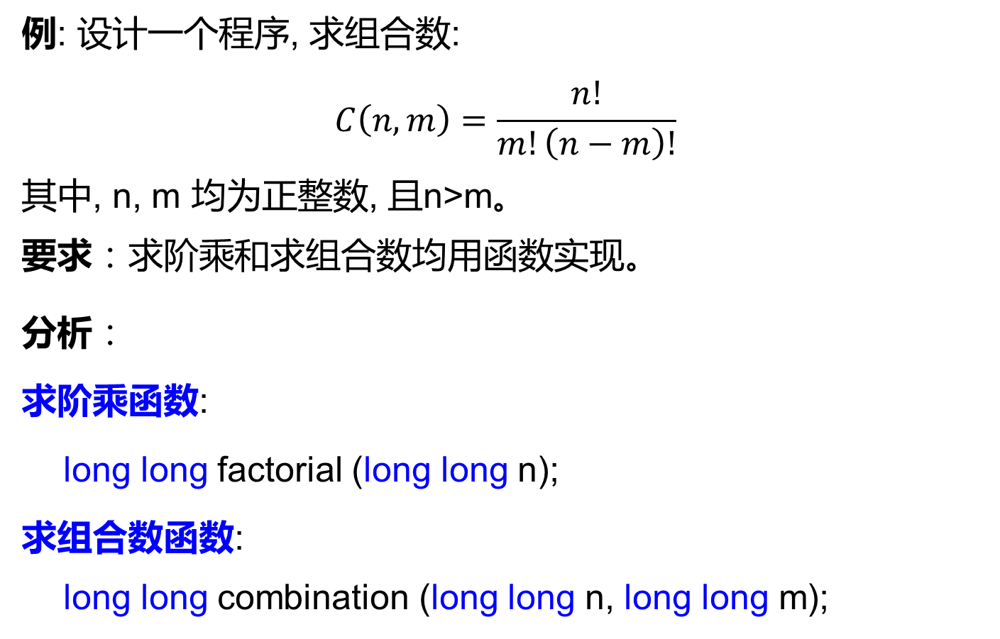 例: 设计一个程序, 求组合数:
C(n, m) = n! / m! (n − m)!
其中, n, m 均为正整数, 且n>m。
要求：求阶乘和求组合数均用函数实现。
分析：
求阶乘函数:
long long factorial (long long n);
求组合数函数:
long long combination (long long n, long long m);